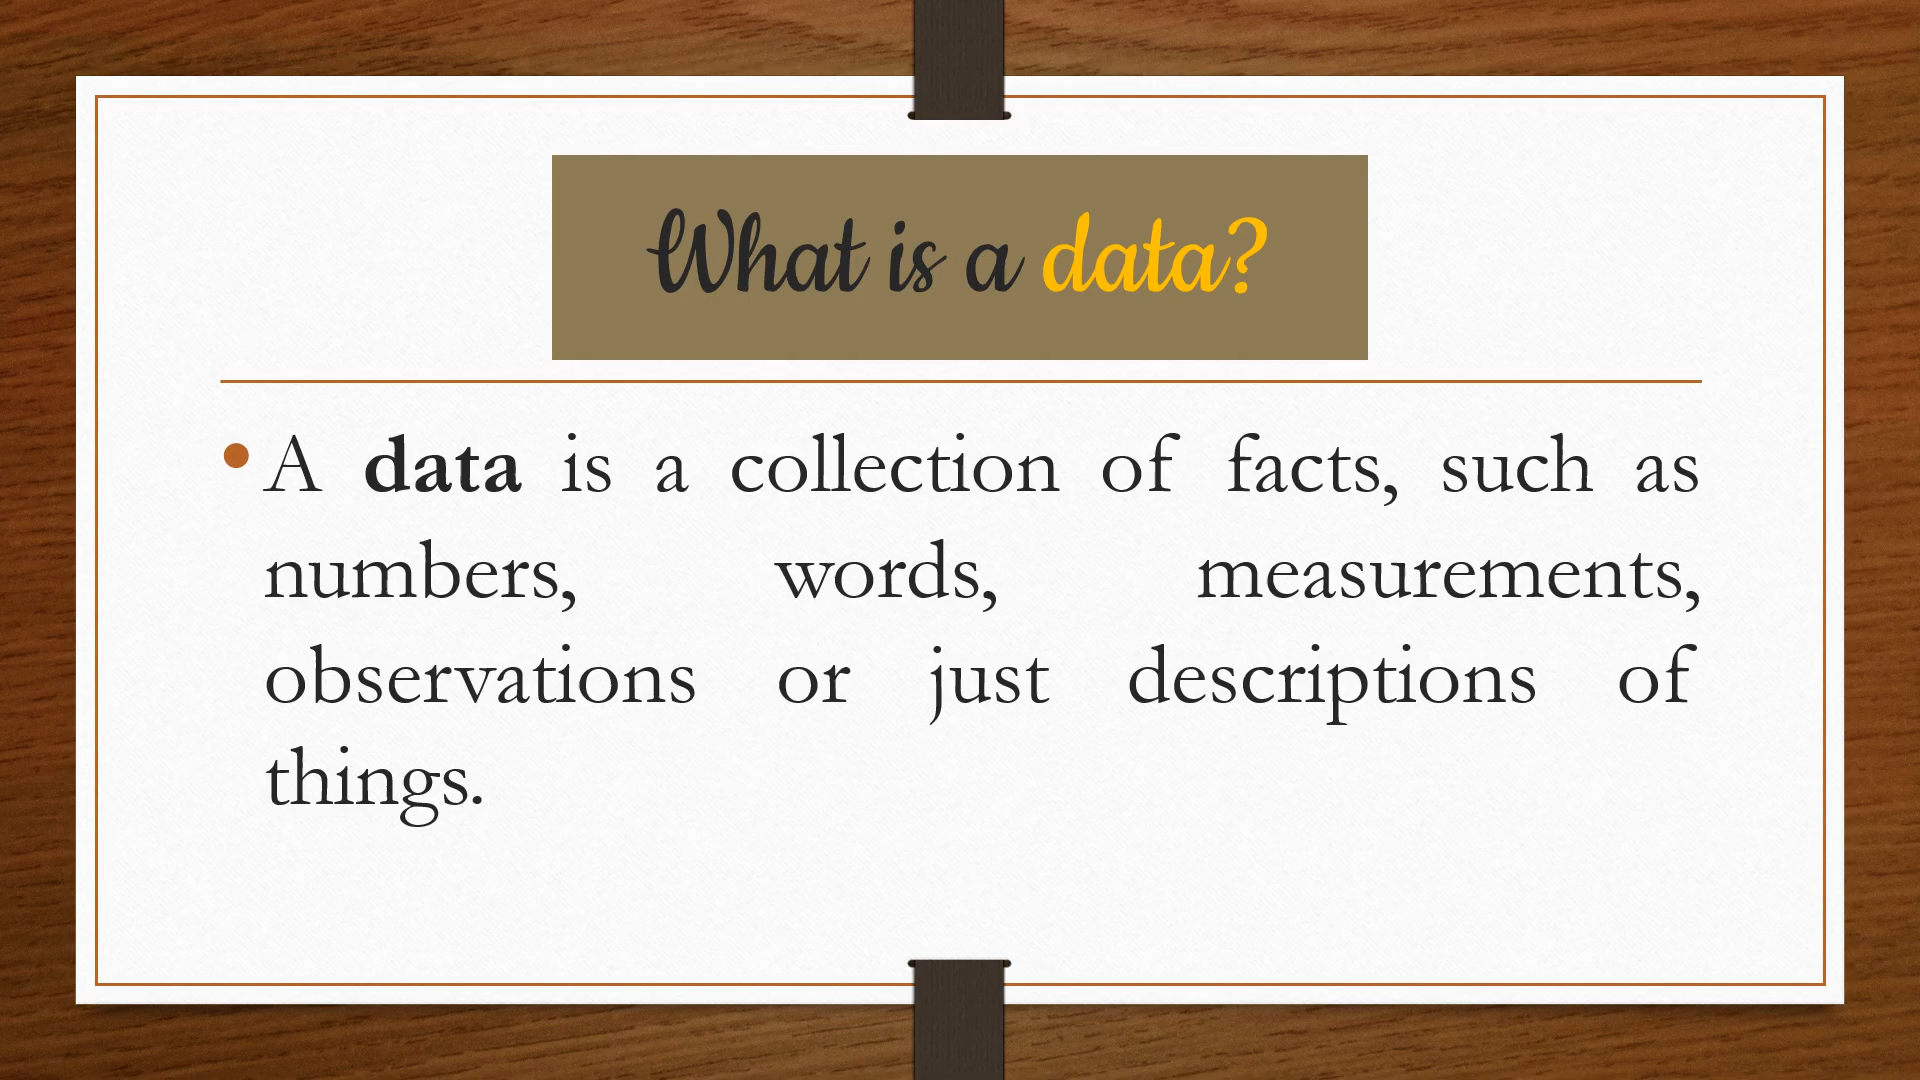 What is a data?
• A data is a collection of facts, such as
numbers, words, measurements,
observations or just descriptions of
things.